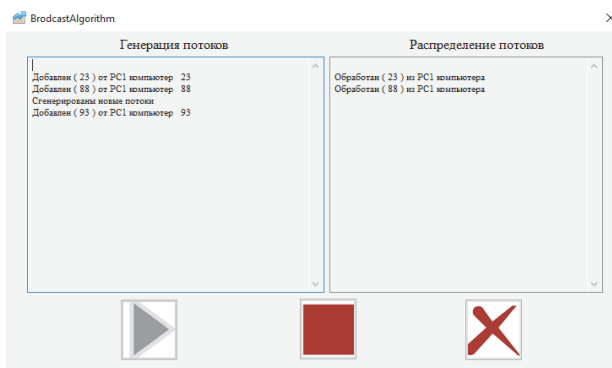 BrodcastAlgorithm
Генерация потоков
Добавлен ( 23 ) от PC1 компьютер 23
Добавлен ( 88 ) от PC1 компьютер 88
Сгенерированы новые потоки
Добавлен ( 93 ) от PC1 компьютер 93
Распределение потоков
Обработан ( 23 ) из PC1 компьютера
Обработан ( 88 ) из PC1 компьютера